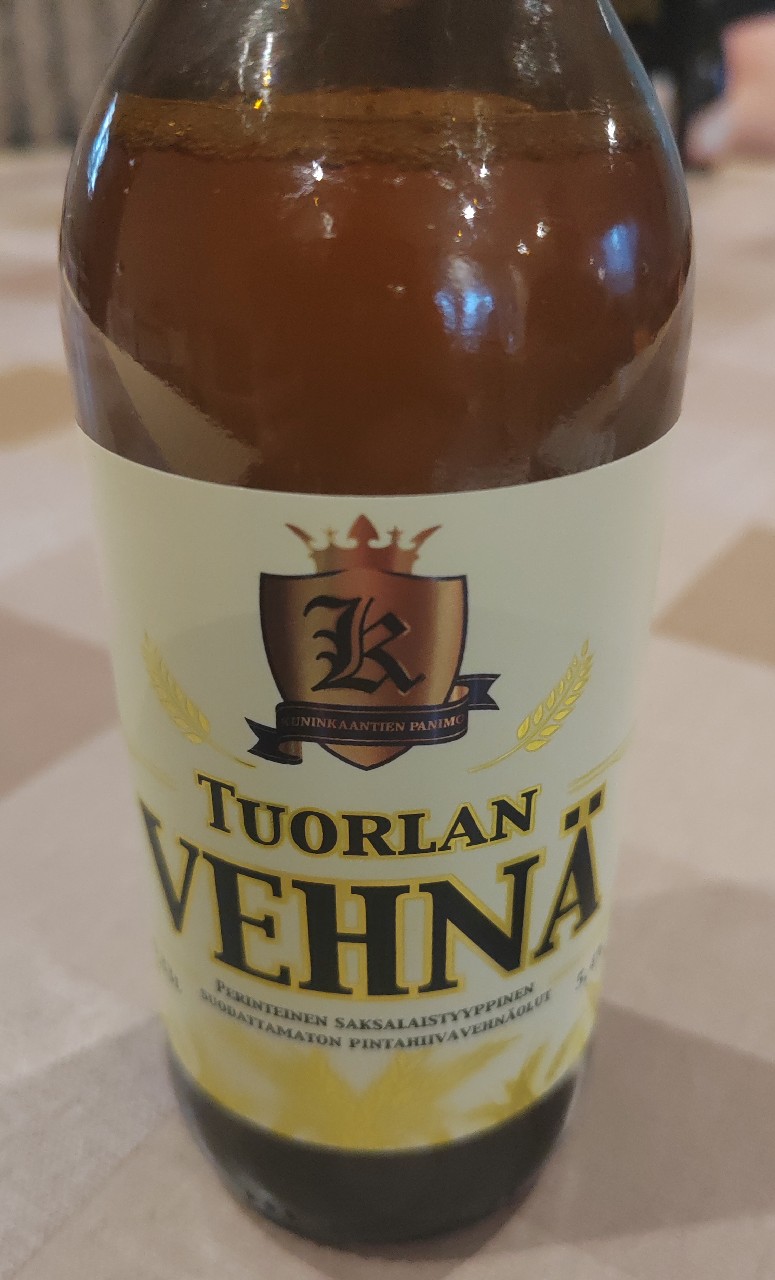 K
KUNINKAANTIEN PANIMO
TUORLAN
VEHNÄ
PERINTEINEN SAKSALAISTYYPPINEN
SUODATTAMATON PINTAHIIVAVEHNÄOLUT